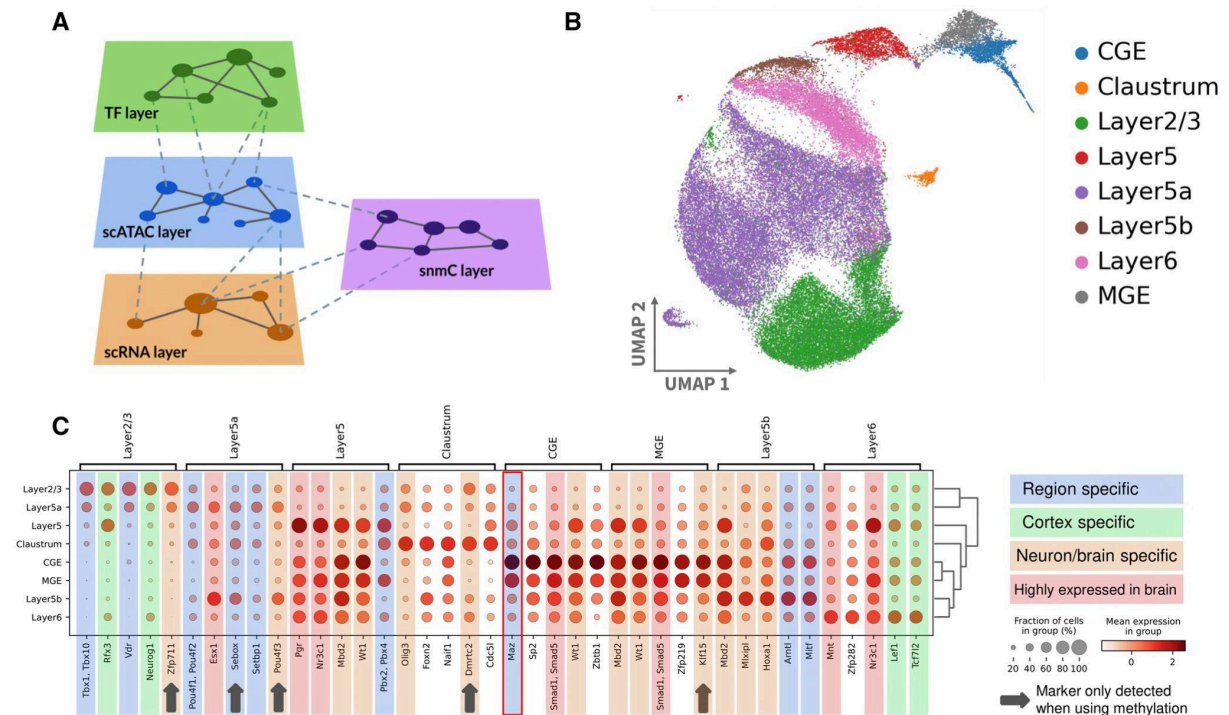 A
TF layer
scATAC layer
snmC layer
scRNA layer
B
UMAP 2
UMAP 1
CGE
Claustrum
Layer2/3
Layer5
Layer5a
Layer5b
Layer6
MGE
C
Layer2/3
Layer5a
Layer5
Claustrum
CGE
MGE
Layer5b
Layer6
Layer2/3
Layer5a
Layer5
Claustrum
CGE
MGE
Layer5b
Layer6
Tbx1, Tbx10
Rfx3
Vdr
Neurog1
Zfp711
Pou4f1, Pou4f2
Esx1
Sebox
Setbp1
Pou4f3
Pgr
Nr3c1
Mbd2
Wt1
Pbx2, Pbx4
Olig3
Foxn2
Naif1
Dmrtc2
Cdc5l
Maz
Sp2
Smad1, Smad5
Wt1
Zbtb1
Mbd2
Wt1
Smad1, Smad5
Zfp219
Klf15
Mbd2
Mlxipl
Hoxa1
Arntl
Mitf
Mnt
Zfp282
Nr3c1
Lef1
Tcf7l2
Region specific
Cortex specific
Neuron/brain specific
Highly expressed in brain
Fraction of cells
in group (%)
20 40 60 80 100
Mean expression
in group
0 2
Marker only detected
when using methylation